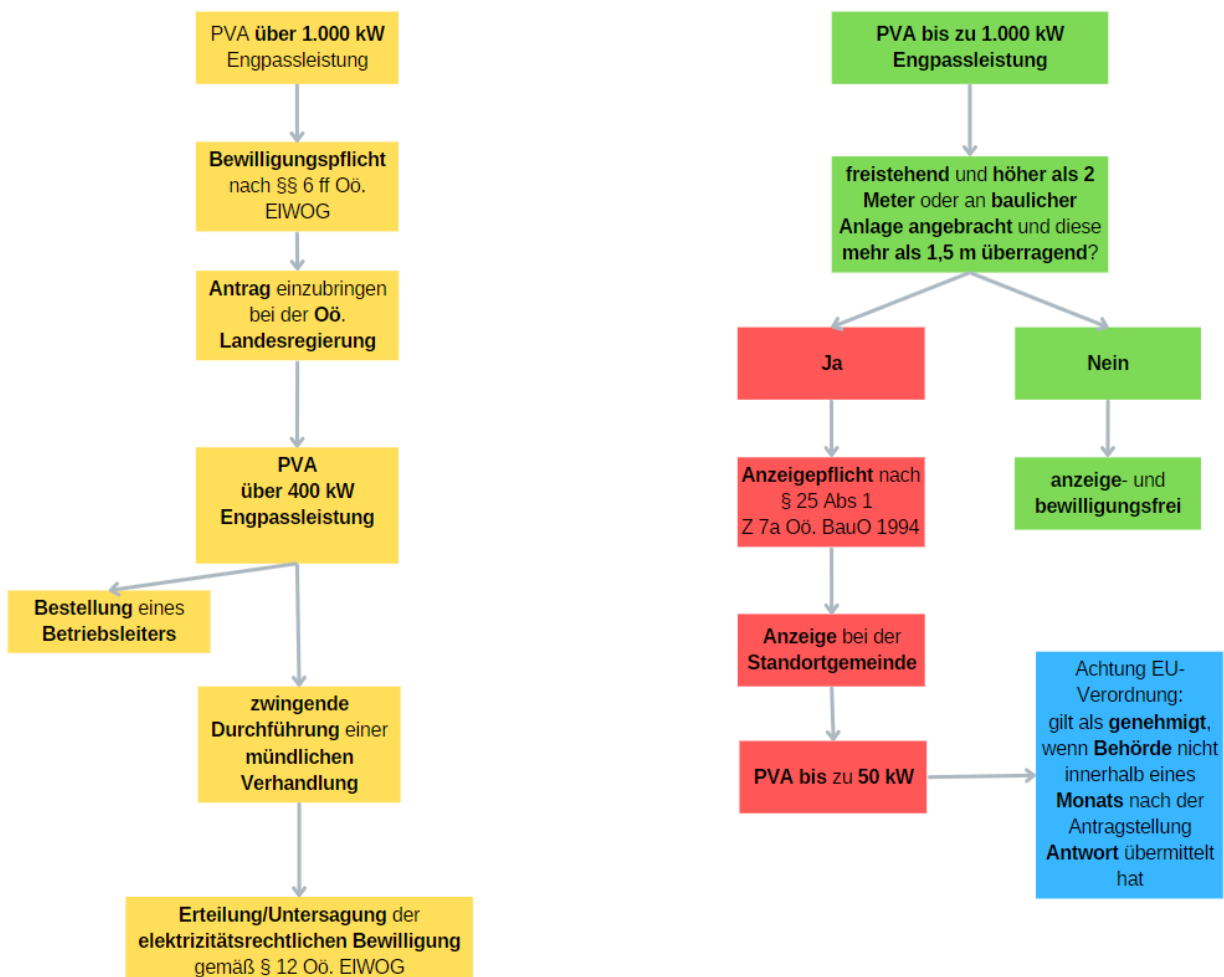 PVA über 1.000 kW
Engpassleistung
Bewilligungspflicht
nach §§ 6 ff Oö.
ElWOG
Antrag einzubringen
bei der Oö.
Landesregierung
PVA
über 400 kW
Engpassleistung
Bestellung eines
Betriebsleiters
zwingende
Durchführung einer
mündlichen
Verhandlung
Erteilung/Untersagung der
elektrizitätsrechtlichen Bewilligung
gemäß § 12 Oö. ElWOG
PVA bis zu 1.000 kW
Engpassleistung
freistehend und höher als 2
Meter oder an baulicher
Anlage angebracht und diese
mehr als 1,5 m überragend?
Ja
Nein
Anzeigepflicht nach
§ 25 Abs 1
Z 7a Oö. BauO 1994
anzeige- und
bewilligungsfrei
Anzeige bei der
Standortgemeinde
PVA bis zu 50 kW
Achtung EU-
Verordnung:
gilt als genehmigt,
wenn Behörde nicht
innerhalb eines
Monats nach der
Antragstellung
Antwort übermittelt
hat